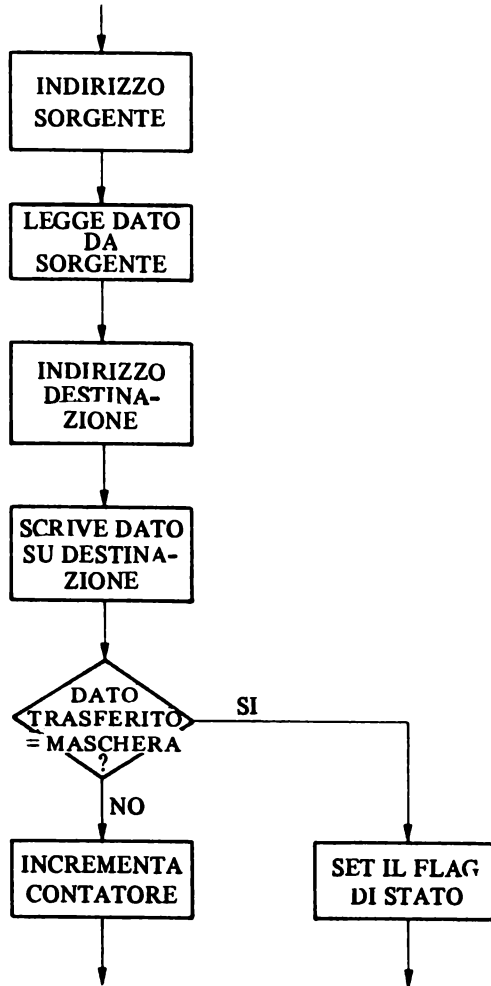 INDIRIZZO
SORGENTE
LEGGE DATO
DA
SORGENTE
INDIRIZZO
DESTINA-
ZIONE
SCRIVE DATO
SU DESTINA-
ZIONE
DATO
TRASFERITO
= MASCHERA
?
SI
NO
INCREMENTA
CONTATORE
SET IL FLAG
DI STATO